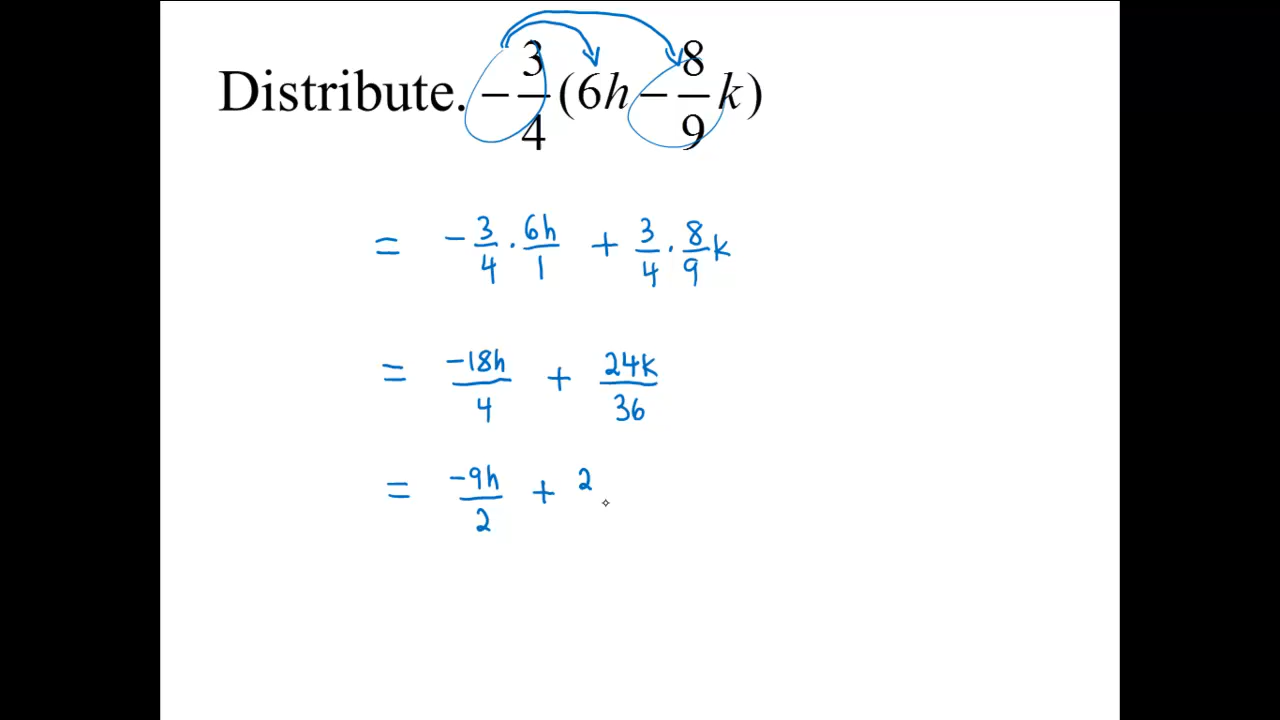 Distribute. -3/4(6h - 8/9k)
= -3/4 · 6h/1 + 3/4 · 8/9k
= -18h/4 + 24k/36
= -9h/2 + 2